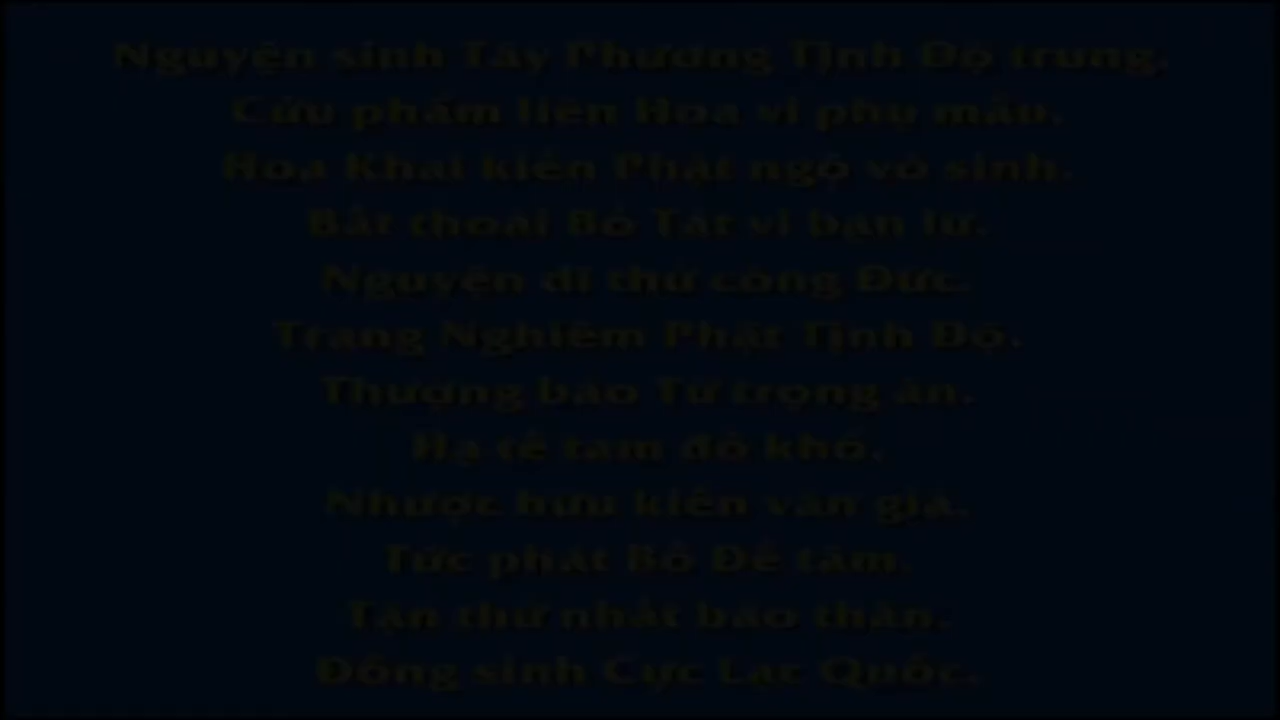 Nguyện sinh Tây Phương Tịnh Độ trung,
Cửu phẩm liên Hoa vi phụ mẫu.
Hoa Khai kiến Phật ngộ vô sinh.
Bất thoái Bồ Tát vi bạn lữ.
Nguyện dĩ thử công Đức.
Trang Nghiêm Phật Tịnh Độ.
Thượng báo Tứ trọng ân.
Hạ tế tam đồ khổ.
Nhược hữu kiến văn giả.
Tức phát Bồ Đề tâm.
Tận thử nhất báo thân.
Đồng sinh Cực Lạc Quốc.